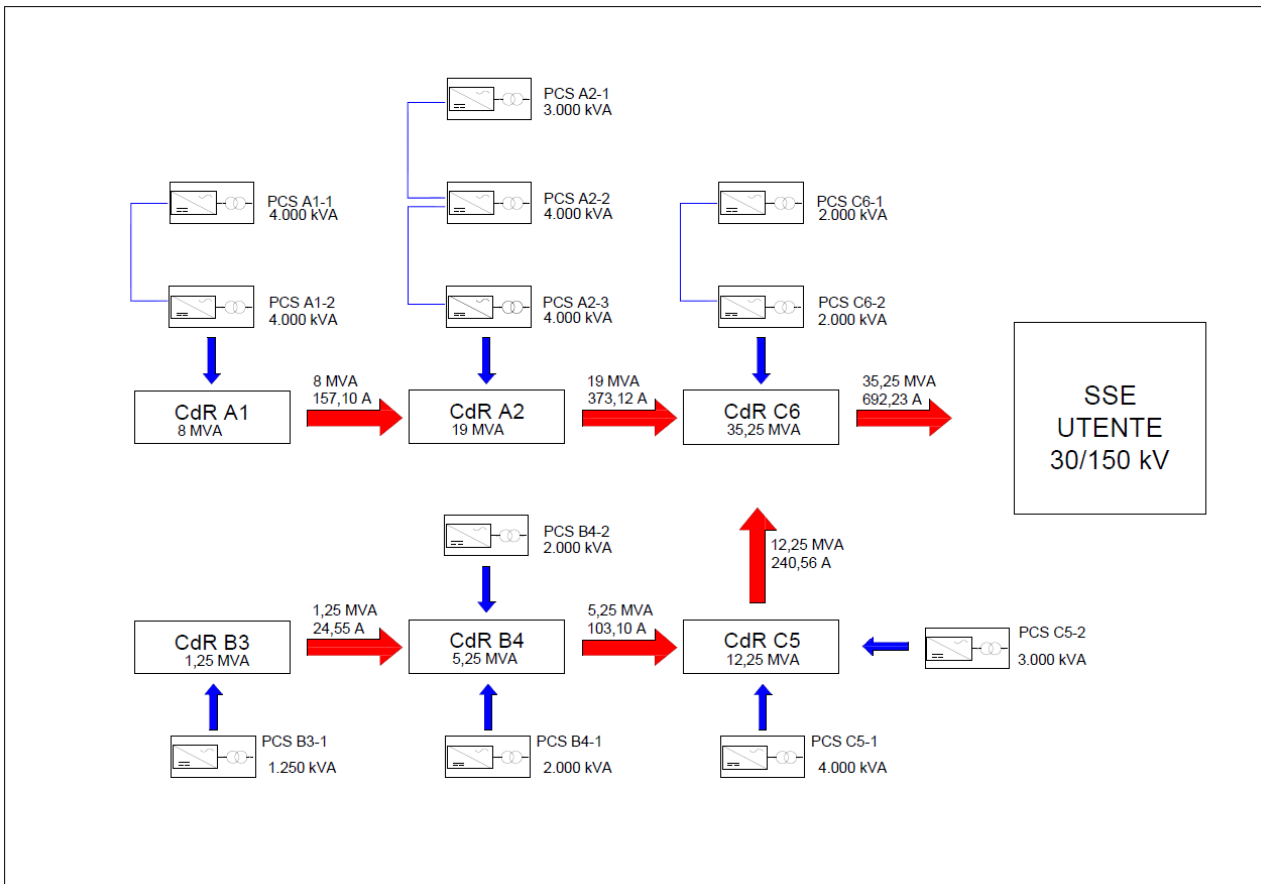 PCS A2-1
3.000 kVA
PCS A1-1
4.000 kVA
PCS A2-2
4.000 kVA
PCS C6-1
2.000 kVA
PCS A1-2
4.000 kVA
PCS A2-3
4.000 kVA
PCS C6-2
2.000 kVA
CdR A1
8 MVA
8 MVA
157,10 A
CdR A2
19 MVA
19 MVA
373,12 A
CdR C6
35,25 MVA
35,25 MVA
692,23 A
SSE
UTENTE
30/150 kV
PCS B4-2
2.000 kVA
12,25 MVA
240,56 A
CdR B3
1,25 MVA
1,25 MVA
24,55 A
CdR B4
5,25 MVA
5,25 MVA
103,10 A
CdR C5
12,25 MVA
PCS C5-2
3.000 kVA
PCS B3-1
1.250 kVA
PCS B4-1
2.000 kVA
PCS C5-1
4.000 kVA